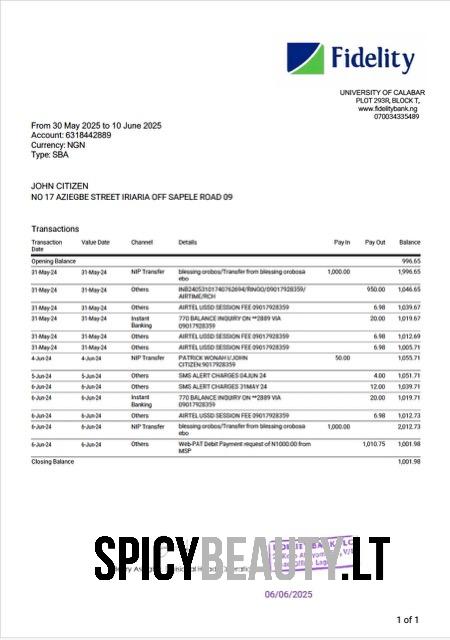 Fidelity
UNIVERSITY OF CALABAR
PLOT 293R, BLOCK T,
www.fidelitybank.ng
070034335489
From 30 May 2025 to 10 June 2025
Account: 6318442889
Currency: NGN
Type: SBA
JOHN CITIZEN
NO 17 AZIEGBE STREET IRIARIA OFF SAPELE ROAD 09
Transactions
Transaction Date Value Date Channel Details Pay In Pay Out Balance
Opening Balance 996.65
31-May-24 31-May-24 NIP Transfer blessing orobos/Transfer from blessing orobosa 1,000.00 1,996.65
ebo
31-May-24 31-May-24 Others 950.00 1,046.65
AIRTIME/RCH
31-May-24 31-May-24 Others AIRTEL USSD SESSION FEE 09017928359 6.98 1,039.67
31-May-24 31-May-24 Instant Banking 770 BALANCE INQUIRY ON **2889 VIA 20.00 1,019.67
09017928359
31-May-24 31-May-24 Others AIRTEL USSD SESSION FEE 09017928359 6.98 1,012.69
31-May-24 31-May-24 Others AIRTEL USSD SESSION FEE 09017928359 6.98 1,005.71
4-Jun-24 4-Jun-24 NIP Transfer PATRICK WONAH I/JOHN 50.00 1,055.71
CITIZEN:9017928359
5-Jun-24 5-Jun-24 Others SMS ALERT CHARGES 04JUN 24 4.00 1,051.71
6-Jun-24 6-Jun-24 Others SMS ALERT CHARGES 31MAY 24 12.00 1,039.71
6-Jun-24 6-Jun-24 Instant Banking 770 BALANCE INQUIRY ON **2889 VIA 20.00 1,019.71
09017928359
6-Jun-24 6-Jun-24 Others AIRTEL USSD SESSION FEE 09017928359 6.98 1,012.73
6-Jun-24 6-Jun-24 NIP Transfer blessing orobos/Transfer from blessing orobosa 1,000.00 2,012.73
ebo
6-Jun-24 6-Jun-24 Others Web-PAT Debit Payment request of N1000.00 from 1,010.75 1,001.98
MSP
Closing Balance 1,001.98
SPICYBEAUTY.LT
06/06/2025
1 of 1